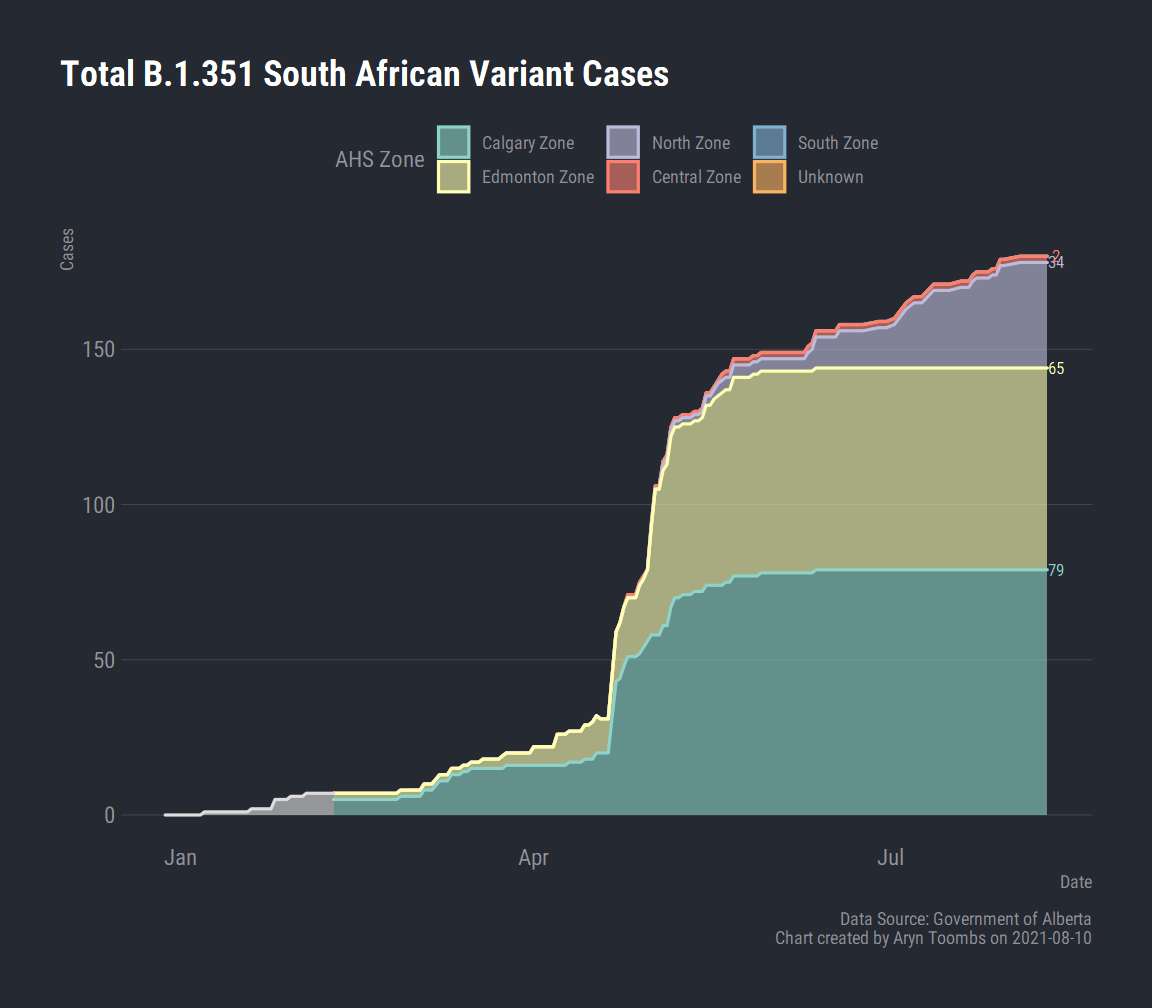 Total B.1.351 South African Variant Cases
AHS Zone
Calgary Zone
North Zone
South Zone
Edmonton Zone
Central Zone
Unknown
Cases
2
34
150
65
100
79
50
0
Jan
Apr
Jul
Date
Data Source: Government of Alberta
Chart created by Aryn Toombs on 2021-08-10